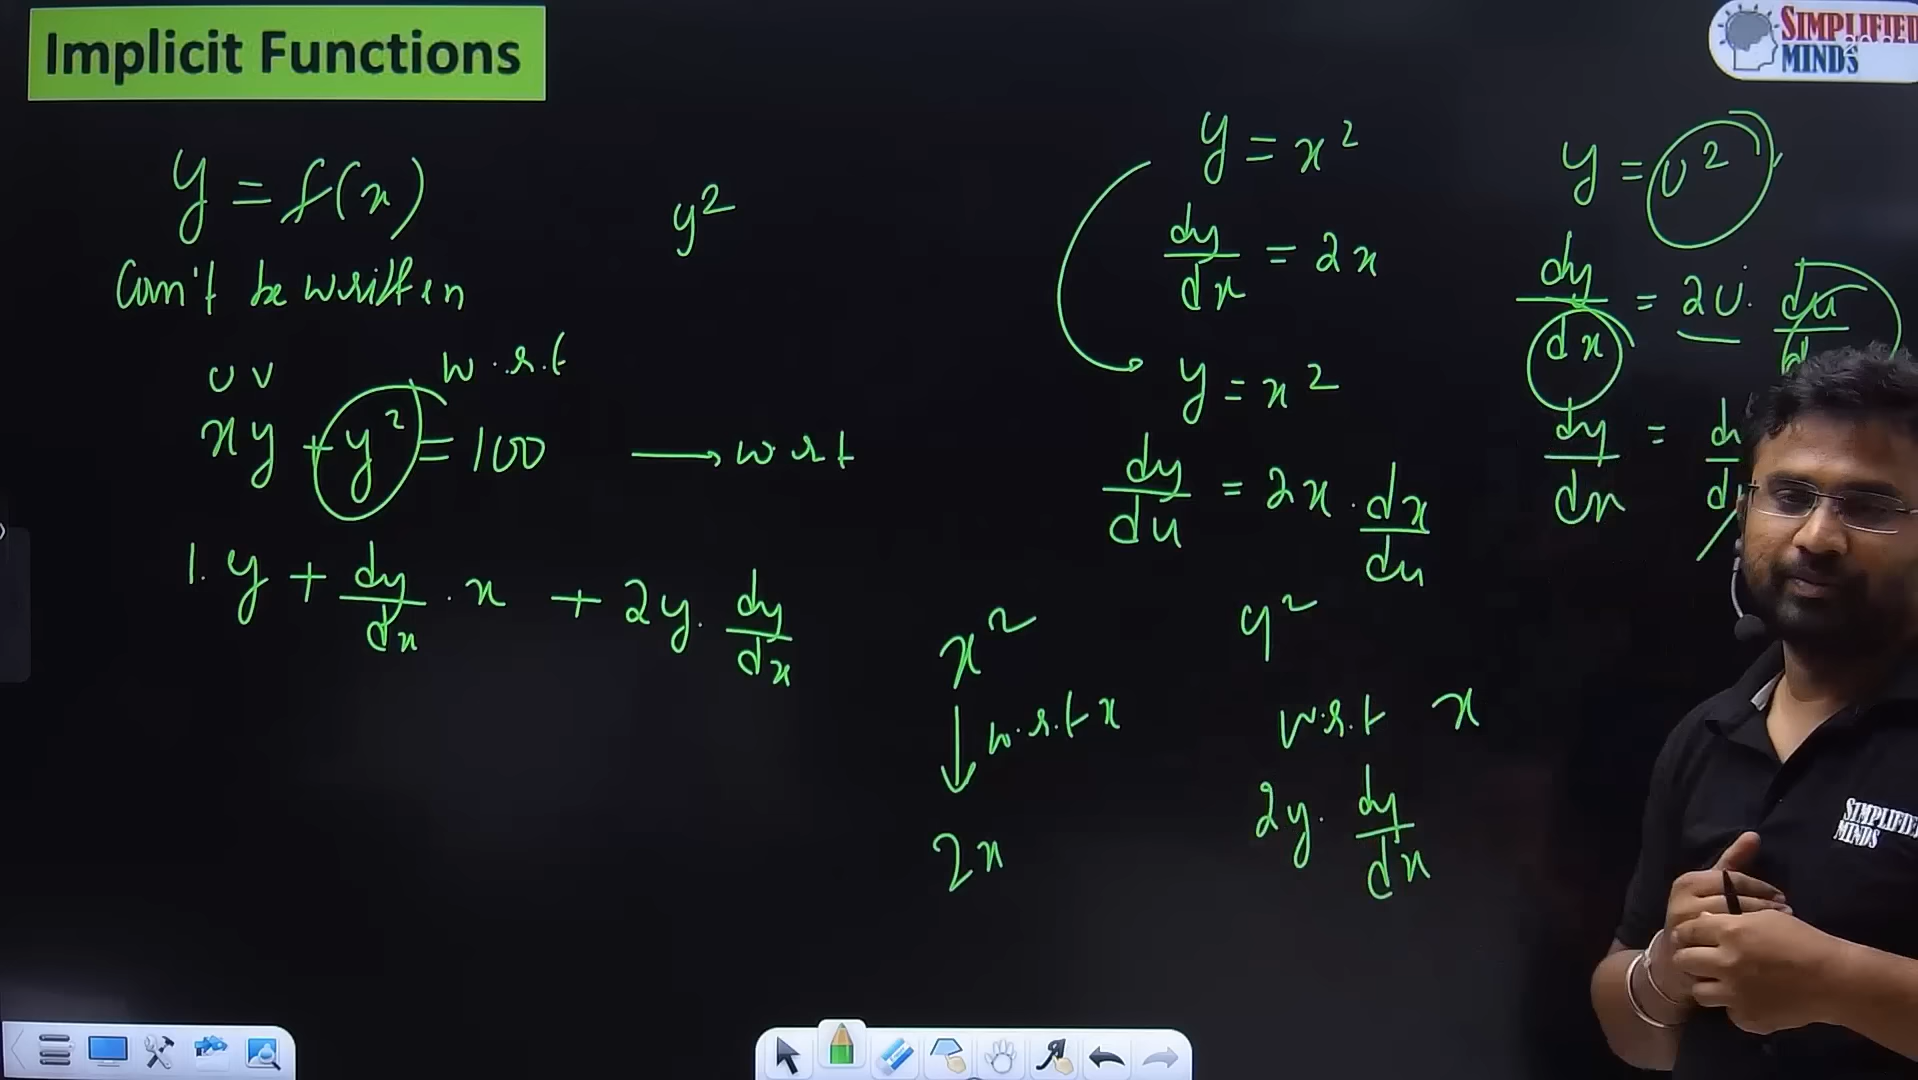 Implicit Functions
SIMPLIFIED
MINDS
y = f(x)
Can't be written
y²
u v
w.r.t
xy + y² = 100 → w.r.t
1.y + dy/dx . x + 2y. dy/dx
y = x²
dy/dx = 2x
y = x²
dy/du = 2x . dx/du
y = u²
dy/dx = 2u. du
dy/dx =
x²
w.r.t x
2x
y²
w.r.t x
2y. dy/dx
SIMPLIFIE
MINDS